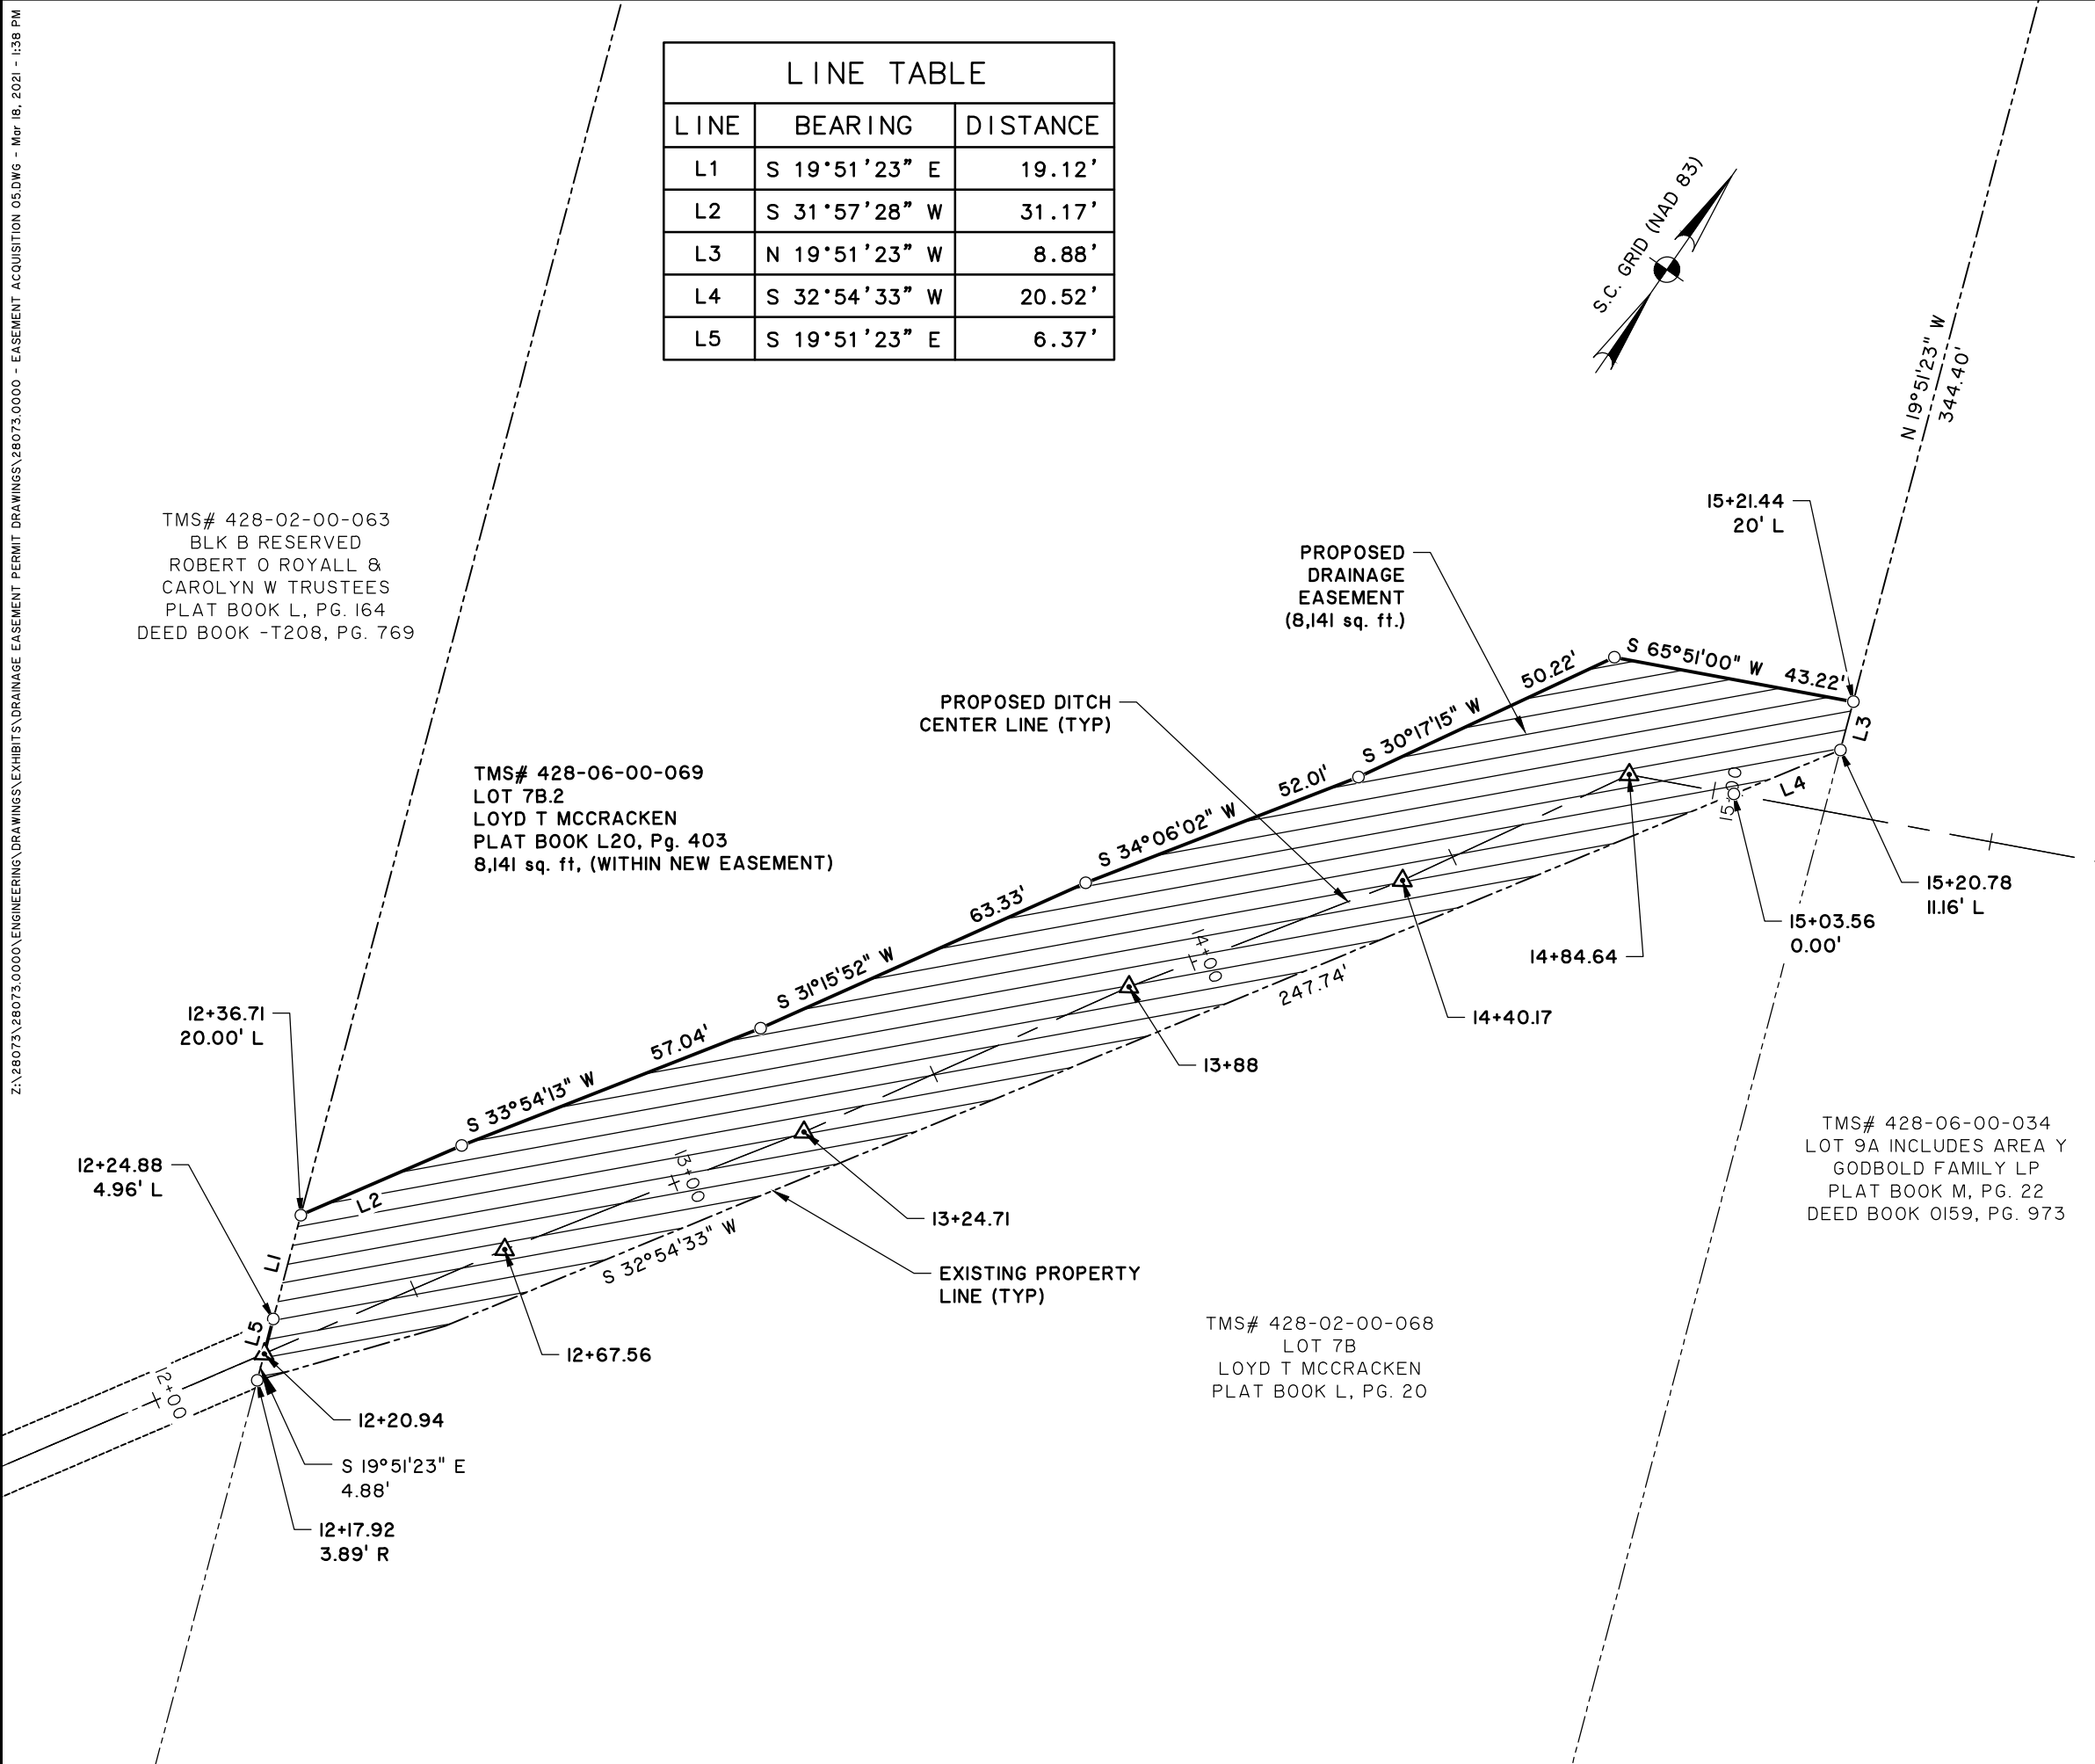 Z:\28073\28073.0000\ENGINEERING\DRAWINGS\EXHIBITS\DRAINAGE EASEMENT PERMIT DRAWINGS\28073.0000 - EASEMENT ACQUISITION 05.DWG - Mar 18, 2021 - 1:38 PM
LINE TABLE
LINE BEARING DISTANCE
L1 S 19°51'23" E 19.12'
L2 S 31°57'28" W 31.17'
L3 N 19°51'23" W 8.88'
L4 S 32°54'33" W 20.52'
L5 S 19°51'23" E 6.37'
S.C. GRID (NAD 83)
N 19°51'23" W
344.40'
TMS# 428-02-00-063
BLK B RESERVED
ROBERT O ROYALL &
CAROLYN W TRUSTEES
PLAT BOOK L, PG. 164
DEED BOOK -T208, PG. 769
15+21.44
20' L
PROPOSED
DRAINAGE
EASEMENT
(8,141 sq. ft.)
S 65°51'00" W 43.22'
50.22'
S 30°17'15" W
L3
PROPOSED DITCH
CENTER LINE (TYP)
TMS# 428-06-00-069
LOT 7B.2
LOYD T MCCRACKEN
PLAT BOOK L20, Pg. 403
8,141 sq. ft, (WITHIN NEW EASEMENT)
52.01'
S 34°06'02" W
15+00
L4
15+20.78
11.16' L
15+03.56
0.00'
63.33'
S 31°15'52" W
14+00
14+84.64
247.74'
14+40.17
12+36.71
20.00' L
57.04'
S 33°54'13" W
13+88
12+24.88
4.96' L
TMS# 428-06-00-034
LOT 9A INCLUDES AREA Y
GODBOLD FAMILY LP
PLAT BOOK M, PG. 22
DEED BOOK 0159, PG. 973
13+00
L2
13+24.71
S 32°54'33" W
L1
EXISTING PROPERTY
LINE (TYP)
L5
TMS# 428-02-00-068
LOT 7B
LOYD T MCCRACKEN
PLAT BOOK L, PG. 20
12+67.56
2+00
12+20.94
S 19°51'23" E
4.88'
12+17.92
3.89' R